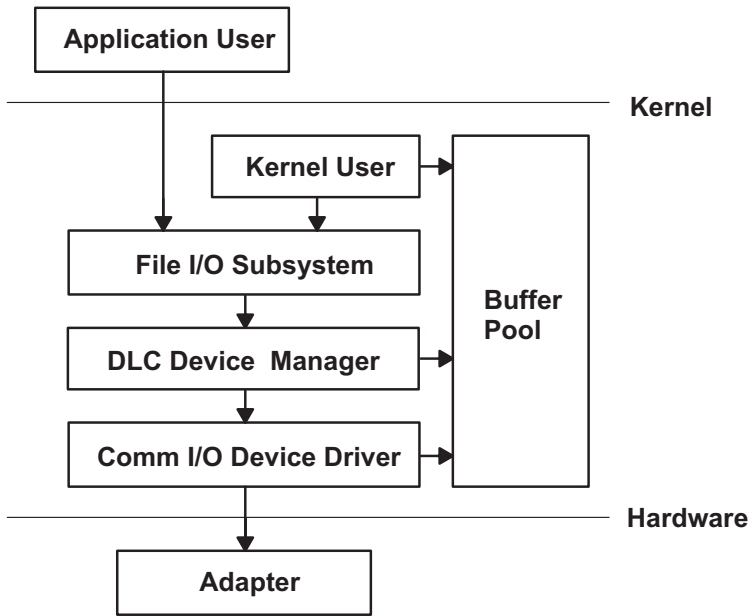 Application User
Kernel
Kernel User
File I/O Subsystem
Buffer
Pool
DLC Device Manager
Comm I/O Device Driver
Hardware
Adapter